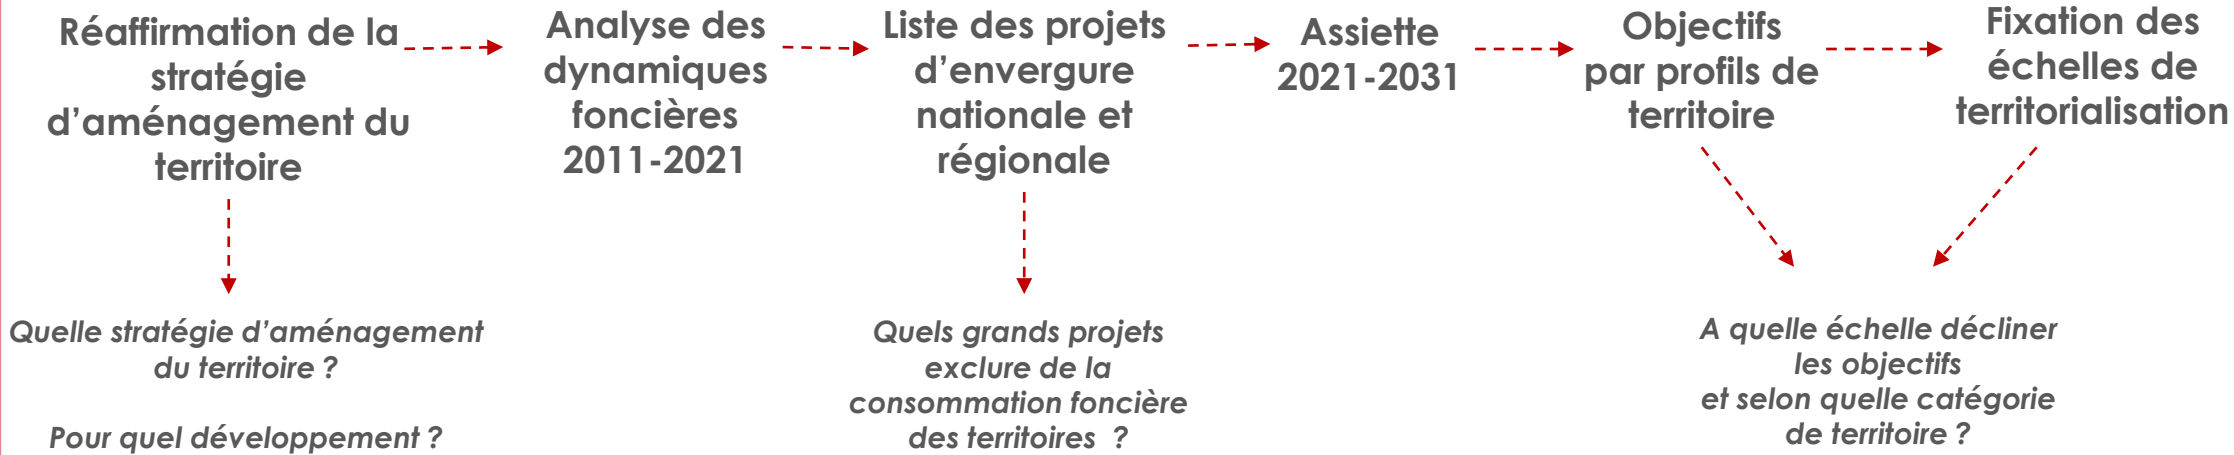 Réaffirmation de la
stratégie
d’aménagement du
territoire
Analyse des
dynamiques
foncières
2011-2021
Liste des projets
d’envergure
nationale et
régionale
Assiette
2021-2031
Objectifs
par profils de
territoire
Fixation des
échelles de
territorialisation
Quelle stratégie d’aménagement
du territoire ?
Pour quel développement ?
Quels grands projets
exclure de la
consommation foncière
des territoires  ?
A quelle échelle décliner
les objectifs
et selon quelle catégorie
de territoire ?